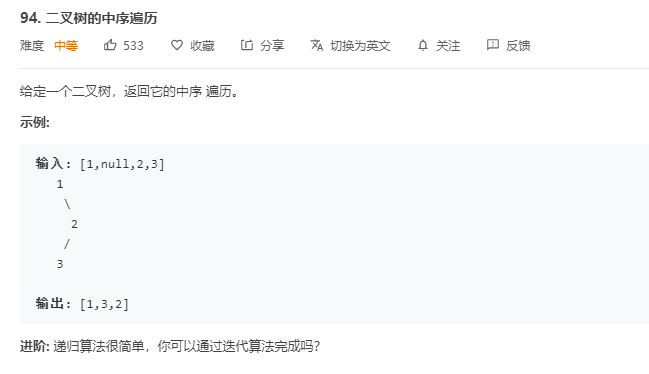 94. 二叉树的中序遍历
难度 中等 533 收藏 分享 切换为英文 关注 反馈
给定一个二叉树，返回它的中序 遍历。
示例:
输入: [1,null,2,3]
1
\
2
/
3
输出: [1,3,2]
进阶: 递归算法很简单，你可以通过迭代算法完成吗？